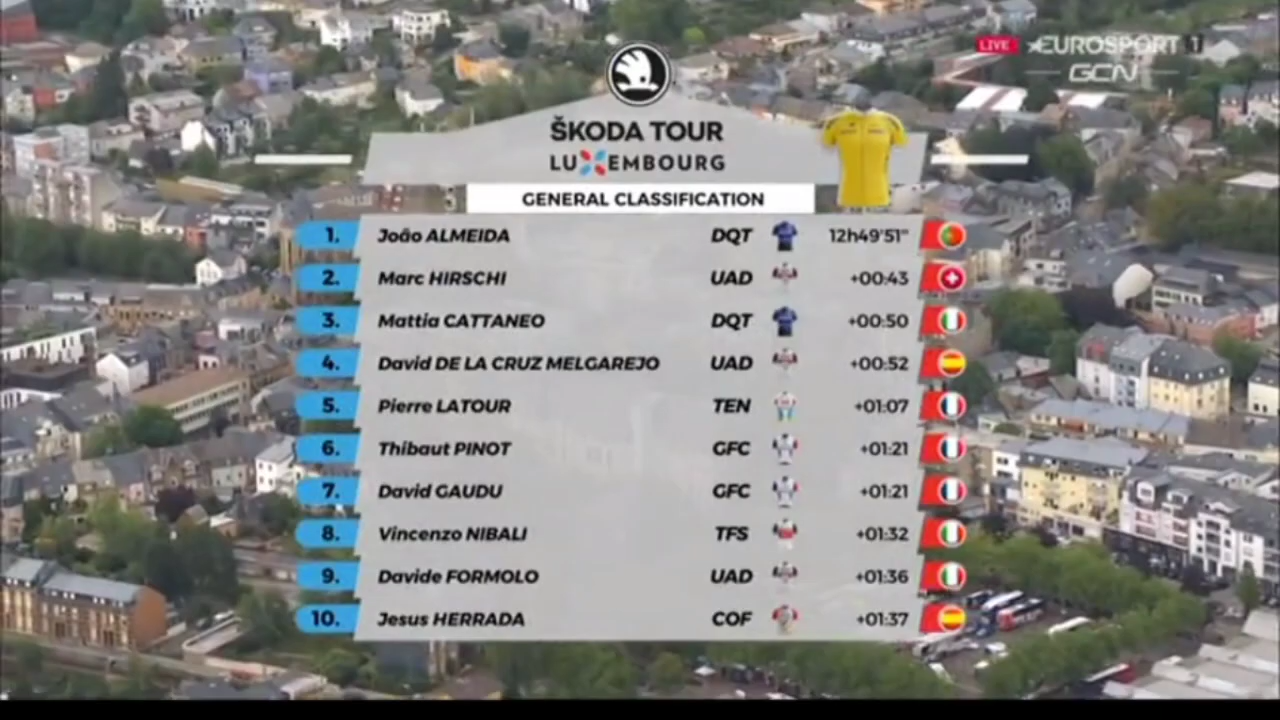 LIVE EUROSPORT 1
GCN
ŠKODA TOUR
LUXEMBOURG
GENERAL CLASSIFICATION
1. João ALMEIDA DQT 12h49'51"
2. Marc HIRSCHI UAD +00:43
3. Mattia CATTANEO DQT +00:50
4. David DE LA CRUZ MELGAREJO UAD +00:52
5. Pierre LATOUR TEN +01:07
6. Thibaut PINOT GFC +01:21
7. David GAUDU GFC +01:21
8. Vincenzo NIBALI TFS +01:32
9. Davide FORMOLO UAD +01:36
10. Jesus HERRADA COF +01:37